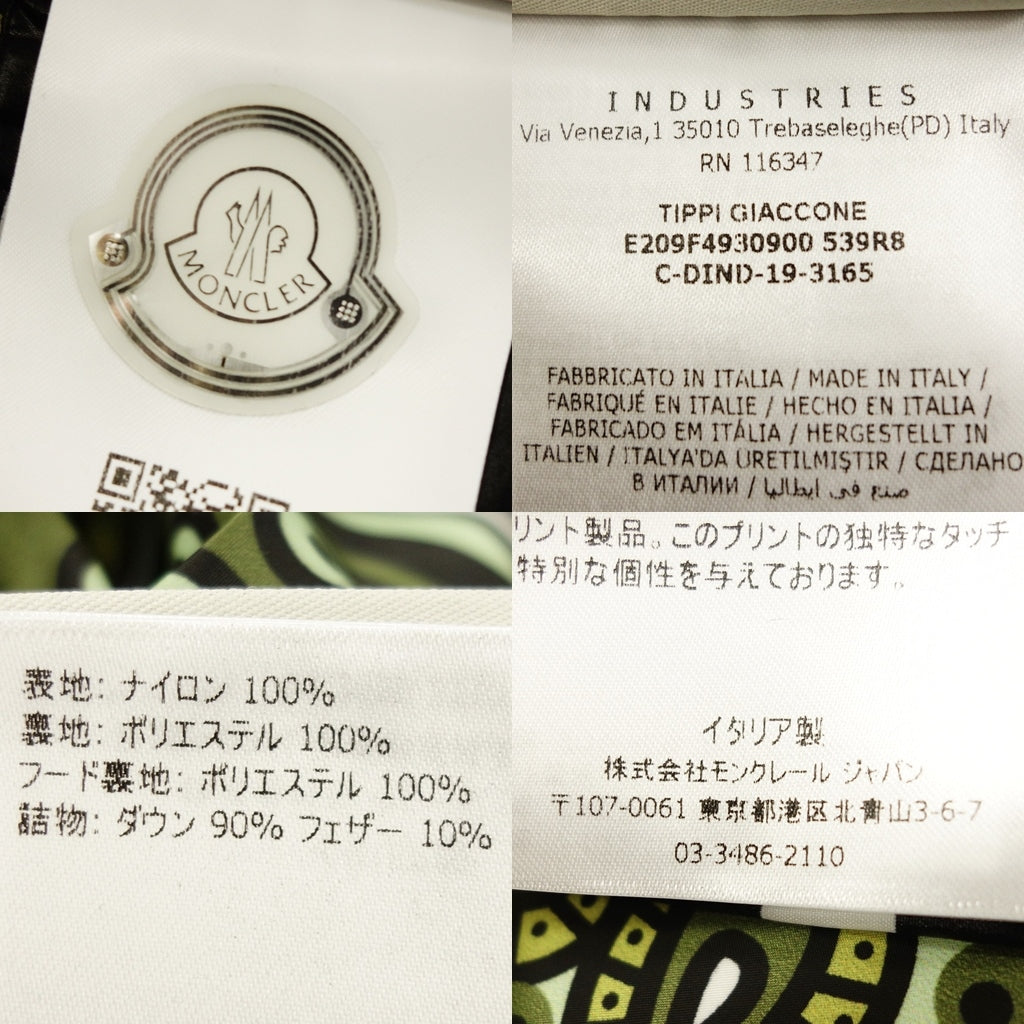 MONCLER
INDUSTRIES
Via Venezia,1 35010 Trebaseleghe(PD) Italy
RN 116347
TIPPI GIACCONE
E209F4930900 539R8
C-DIND-19-3165
FABBRICATO IN ITALIA / MADE IN ITALY /
FABRIQUÉ EN ITALIE / HECHO EN ITALIA /
FABRICADO EM ITÁLIA / HERGESTELLT IN
ITALIEN / ITALYA'DA URETILMIŞTIR / СДЕЛАНО
В ИТАЛИИ / صنع في ايطاليا
表地: ナイロン 100%
裏地: ポリエステル 100%
フード裏地: ポリエステル 100%
詰物: ダウン 90% フェザー 10%
リント製品。このプリントの独特なタッチ
特別な個性を与えております。
イタリア製
株式会社モンクレール ジャパン
〒107-0061 東京都港区北青山3-6-7
03-3486-2110